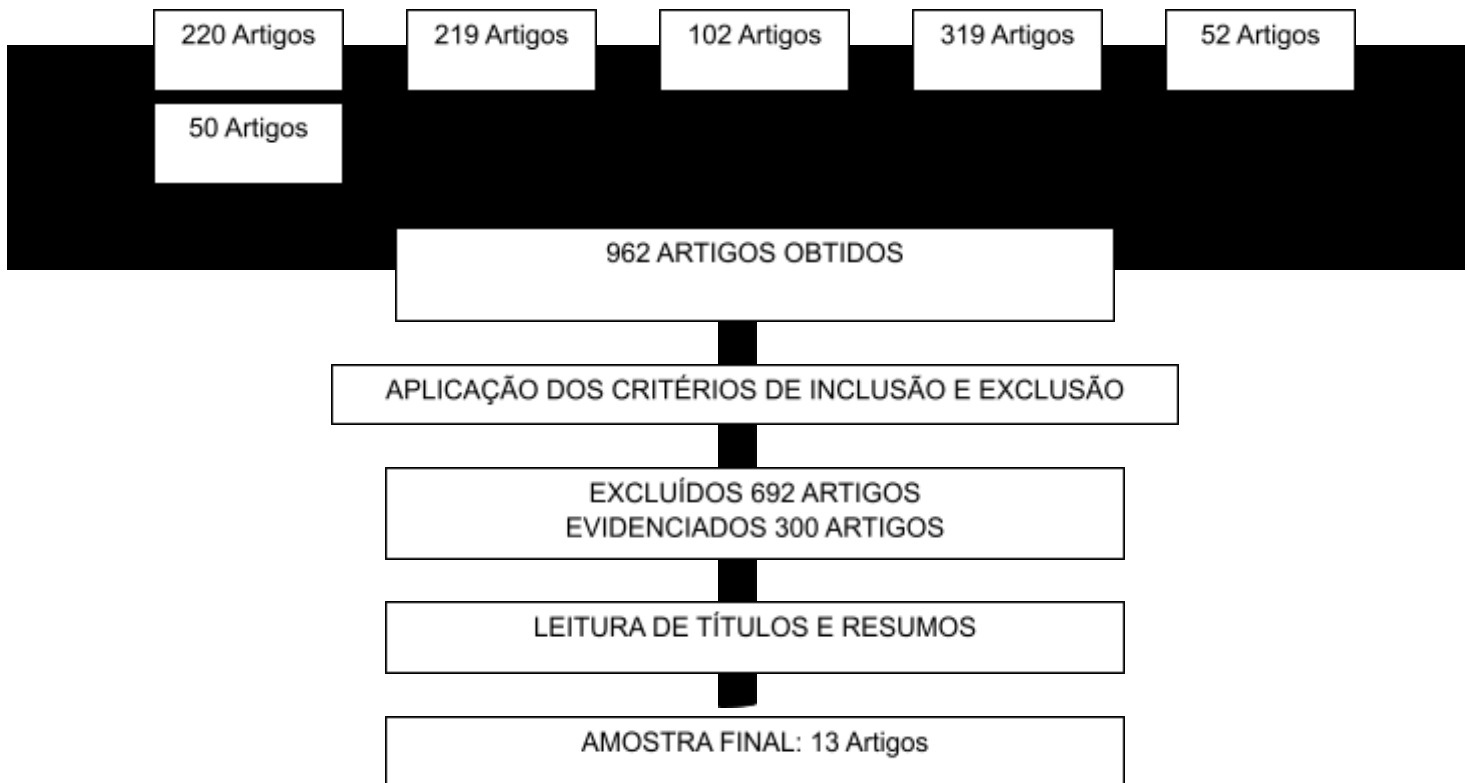 220 Artigos
219 Artigos
102 Artigos
319 Artigos
52 Artigos
50 Artigos
962 ARTIGOS OBTIDOS
APLICAÇÃO DOS CRITÉRIOS DE INCLUSÃO E EXCLUSÃO
EXCLUÍDOS 692 ARTIGOS
EVIDENCIADOS 300 ARTIGOS
LEITURA DE TÍTULOS E RESUMOS
AMOSTRA FINAL: 13 Artigos